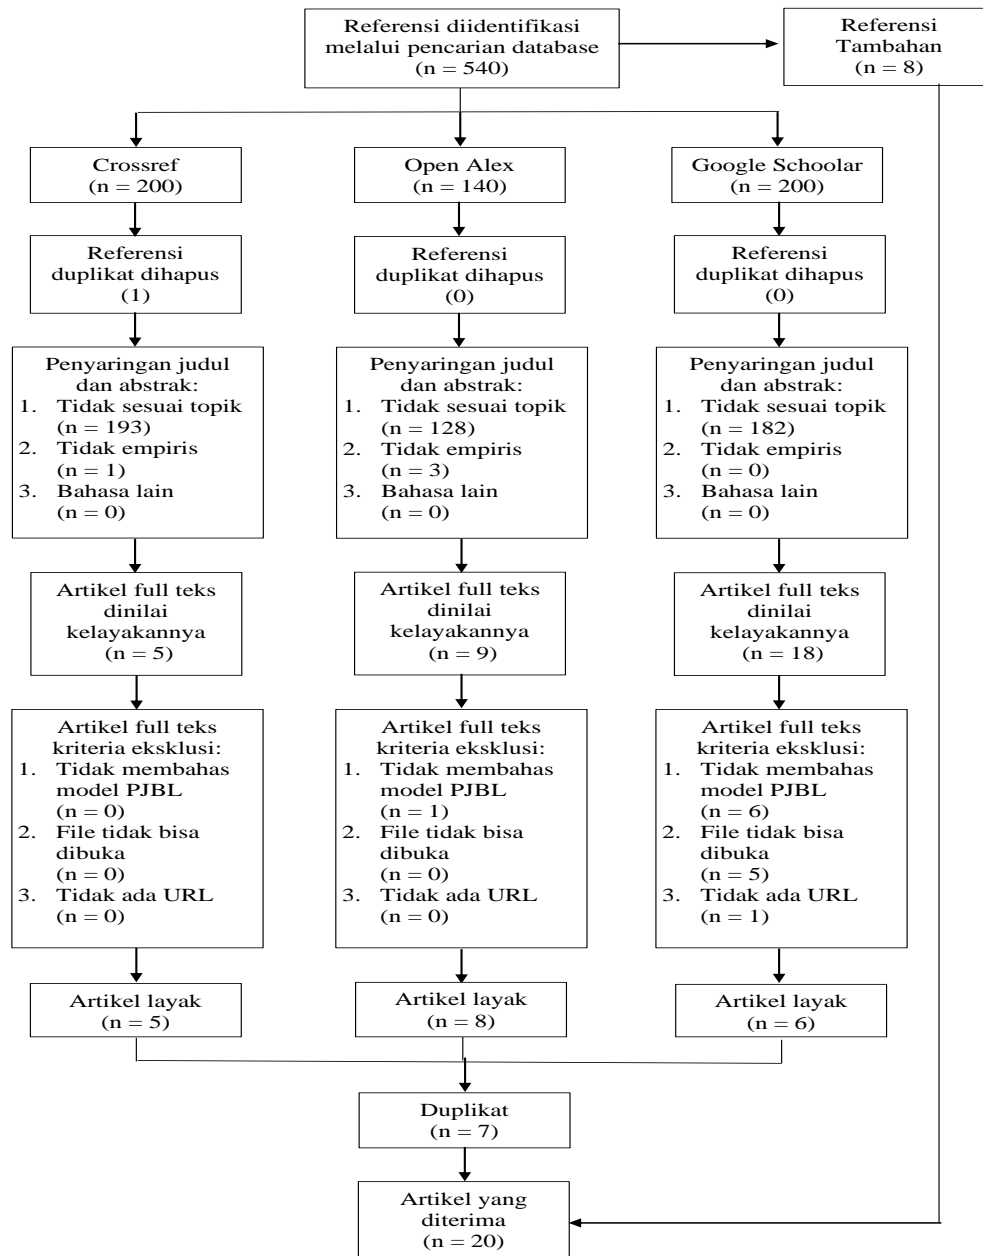 Referensi diidentifikasi
melalui pencarian database
(n = 540)
Referensi
Tambahan
(n = 8)
Crossref
(n = 200)
Open Alex
(n = 140)
Google Schoolar
(n = 200)
Referensi
duplikat dihapus
(1)
Referensi
duplikat dihapus
(0)
Referensi
duplikat dihapus
(0)
Penyaringan judul
dan abstrak:
1. Tidak sesuai topik
(n = 193)
2. Tidak empiris
(n = 1)
3. Bahasa lain
(n = 0)
Penyaringan judul
dan abstrak:
1. Tidak sesuai topik
(n = 128)
2. Tidak empiris
(n = 3)
3. Bahasa lain
(n = 0)
Penyaringan judul
dan abstrak:
1. Tidak sesuai topik
(n = 182)
2. Tidak empiris
(n = 0)
3. Bahasa lain
(n = 0)
Artikel full teks
dinilai
kelayakannya
(n = 5)
Artikel full teks
dinilai
kelayakannya
(n = 9)
Artikel full teks
dinilai
kelayakannya
(n = 18)
Artikel full teks
kriteria eksklusi:
1. Tidak membahas
model PJBL
(n = 0)
2. File tidak bisa
dibuka
(n = 0)
3. Tidak ada URL
(n = 0)
Artikel full teks
kriteria eksklusi:
1. Tidak membahas
model PJBL
(n = 1)
2. File tidak bisa
dibuka
(n = 0)
3. Tidak ada URL
(n = 0)
Artikel full teks
kriteria eksklusi:
1. Tidak membahas
model PJBL
(n = 6)
2. File tidak bisa
dibuka
(n = 5)
3. Tidak ada URL
(n = 1)
Artikel layak
(n = 5)
Artikel layak
(n = 8)
Artikel layak
(n = 6)
Duplikat
(n = 7)
Artikel yang
diterima
(n = 20)